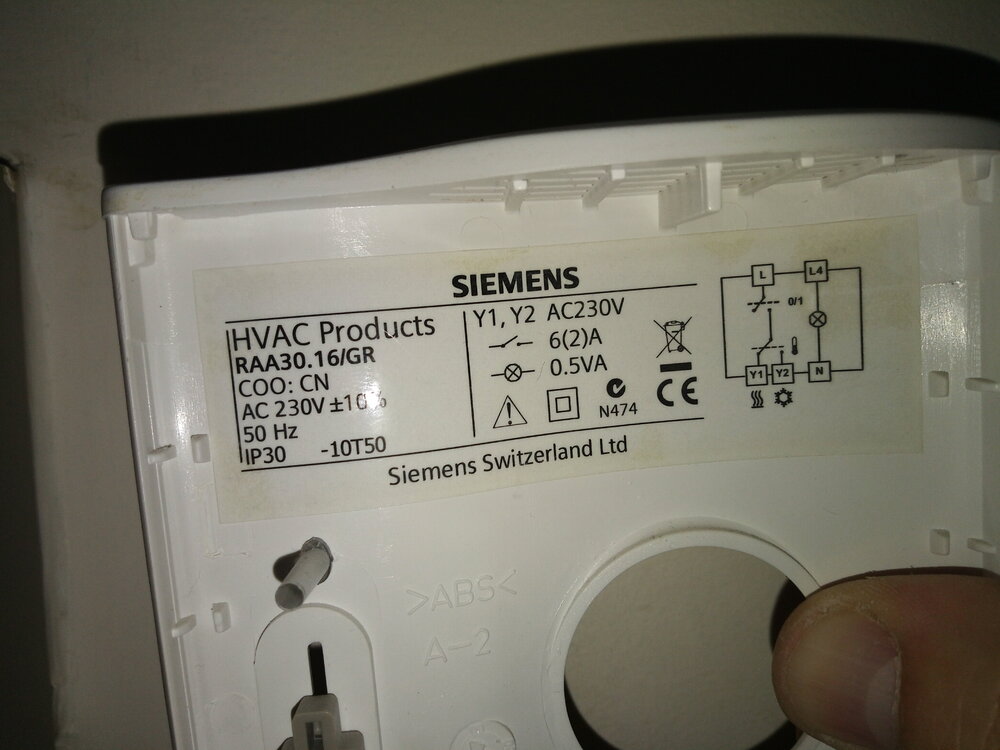 SIEMENS
HVAC Products
RAA30.16/GR
COO: CN
AC 230V ±10%
50 Hz
IP30 -10T50
Y1, Y2 AC230V
6(2)A
0.5VA
N474
CE
Siemens Switzerland Ltd
L L4
0/1
Y1 Y2 N
>ABS<
A-2